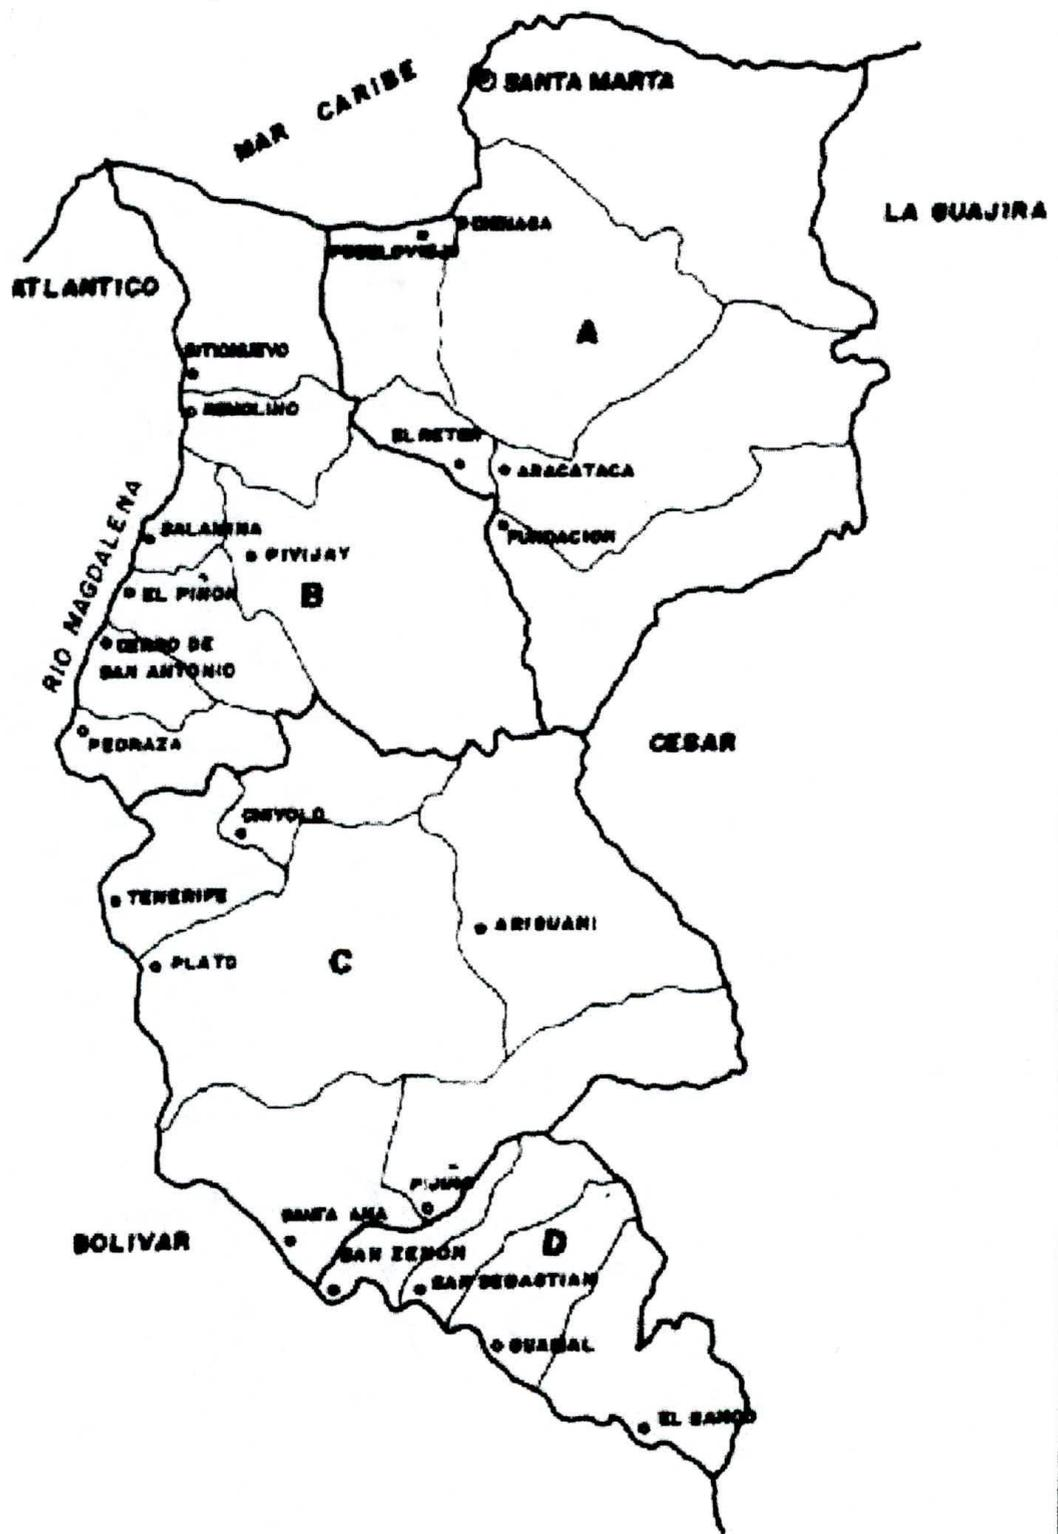 MAR CARIBE
SANTA MARTA
LA GUAJIRA
CIENAGA
PUEBLOVIEJO
ATLANTICO
A
SITIONUEVO
REMOLINO
EL RETEN
ARACATACA
RIO MAGDALENA
SALAMINA
PIVIJAY
FUNDACION
EL PIÑON
B
CERRO DE
SAN ANTONIO
PEDRAZA
CESAR
CHIVOLO
TENERIFE
ARIGUANI
PLATO
C
PIJIÑO
SANTA ANA
BOLIVAR
SAN ZENON
D
SAN SEBASTIAN
GUAMAL
EL BANCO